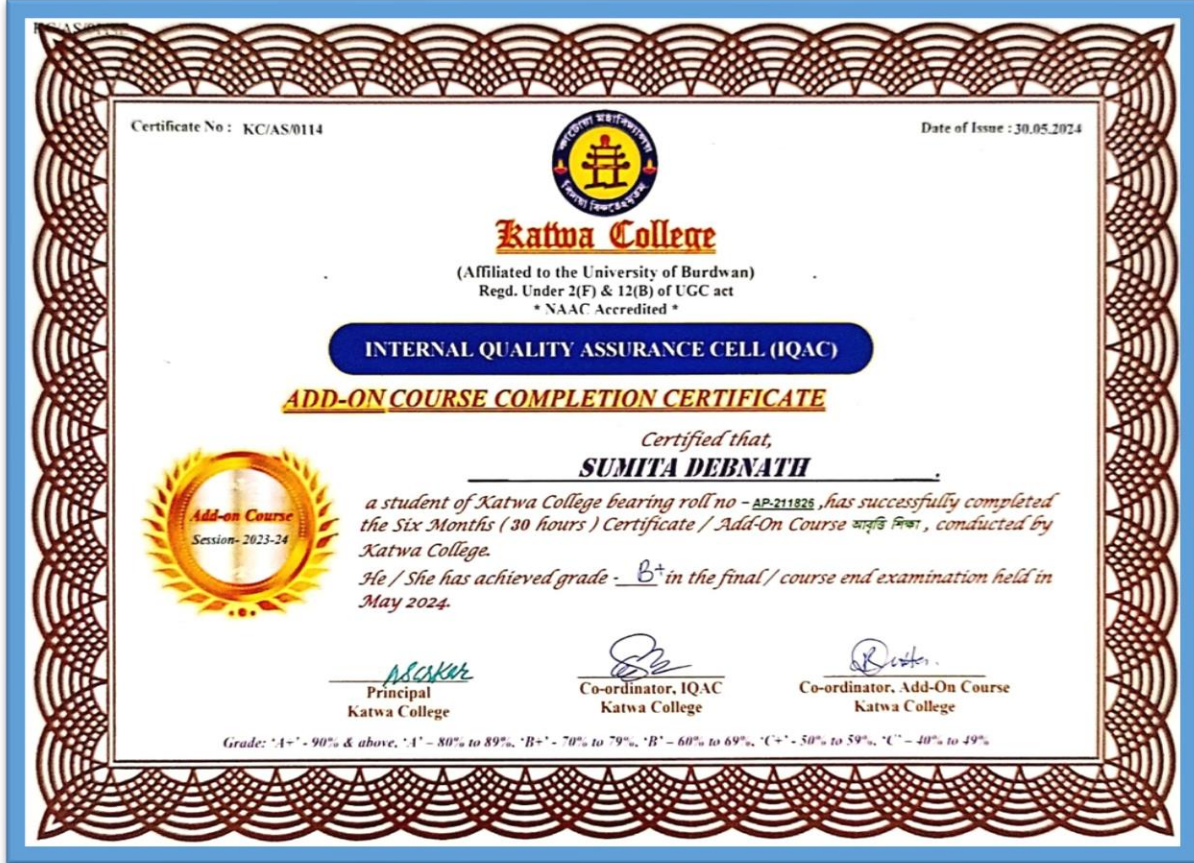 Certificate No : KC/AS/0114
Date of Issue : 30.05.2024
কাটোয়া মহাবিদ্যালয়
Katwa College
(Affiliated to the University of Burdwan)
Regd. Under 2(F) & 12(B) of UGC act
* NAAC Accredited *
INTERNAL QUALITY ASSURANCE CELL (IQAC)
ADD-ON COURSE COMPLETION CERTIFICATE
Certified that,
SUMITA DEBNATH
Add-on Course
Session- 2023-24
a student of Katwa College bearing roll no – AP-211826 , has successfully completed
the Six Months ( 30 hours ) Certificate / Add-On Course আবৃত্তি শিক্ষা , conducted by
Katwa College.
He / She has achieved grade - B+ in the final / course end examination held in
May 2024.
Principal
Katwa College
Co-ordinator, IQAC
Katwa College
Co-ordinator, Add-On Course
Katwa College
Grade: 'A+' - 90% & above, 'A' – 80% to 89%, 'B+' - 70% to 79%, 'B' – 60% to 69%, 'C+' - 50% to 59%, 'C' – 40% to 49%